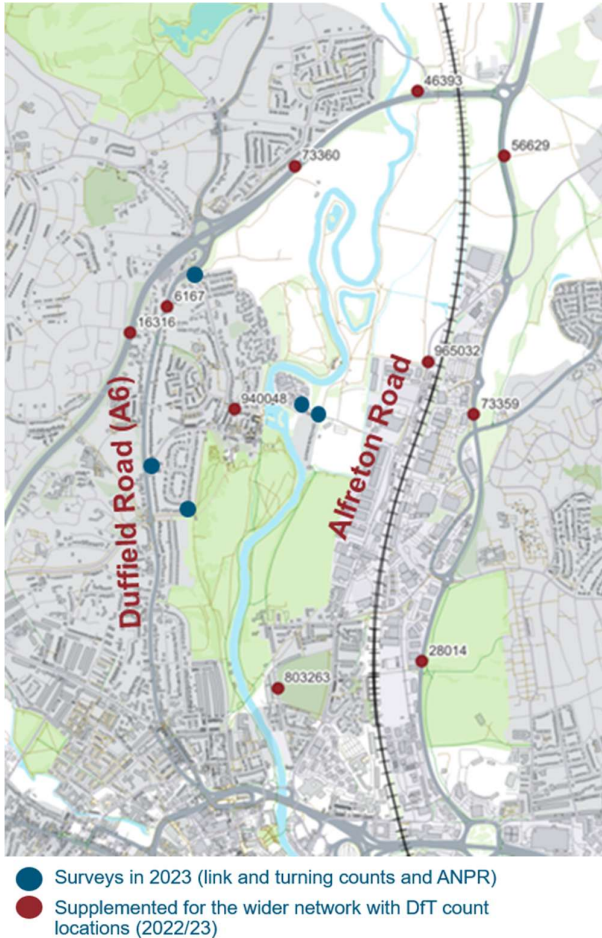 46393
56629
73360
6167
16316
965032
940048
73359
Duffield Road (A6)
Alfreton Road
28014
803263
Surveys in 2023 (link and turning counts and ANPR)
Supplemented for the wider network with DfT count
locations (2022/23)